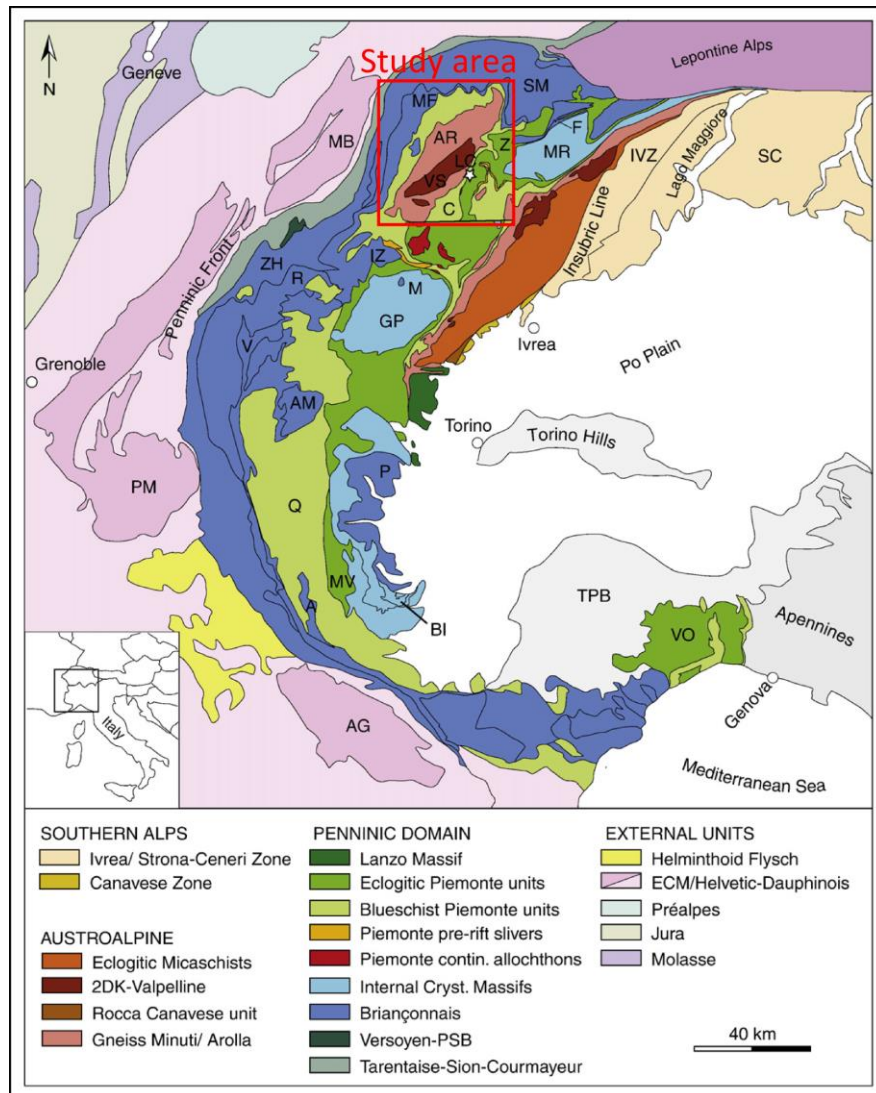 Geneve
N
Study area
Lepontine Alps
SM
MF
MB
AR
F
Z
MR
LC
VS
IVZ
Lago Maggiore
SC
C
Insubric Line
Penninic Front
ZH
IZ
R
M
GP
Ivrea
V
Po Plain
Grenoble
AM
Torino
Torino Hills
P
PM
Q
MV
TPB
A
BI
VO
Apennines
Genova
Italy
AG
Mediterranean Sea
SOUTHERN ALPS
Ivrea/ Strona-Ceneri Zone
Canavese Zone
AUSTROALPINE
Eclogitic Micaschists
2DK-Valpelline
Rocca Canavese unit
Gneiss Minuti/ Arolla
PENNINIC DOMAIN
Lanzo Massif
Eclogitic Piemonte units
Blueschist Piemonte units
Piemonte pre-rift slivers
Piemonte contin. allochthons
Internal Cryst. Massifs
Briançonnais
Versoyen-PSB
Tarentaise-Sion-Courmayeur
EXTERNAL UNITS
Helminthoid Flysch
ECM/Helvetic-Dauphinois
Préalpes
Jura
Molasse
40 km